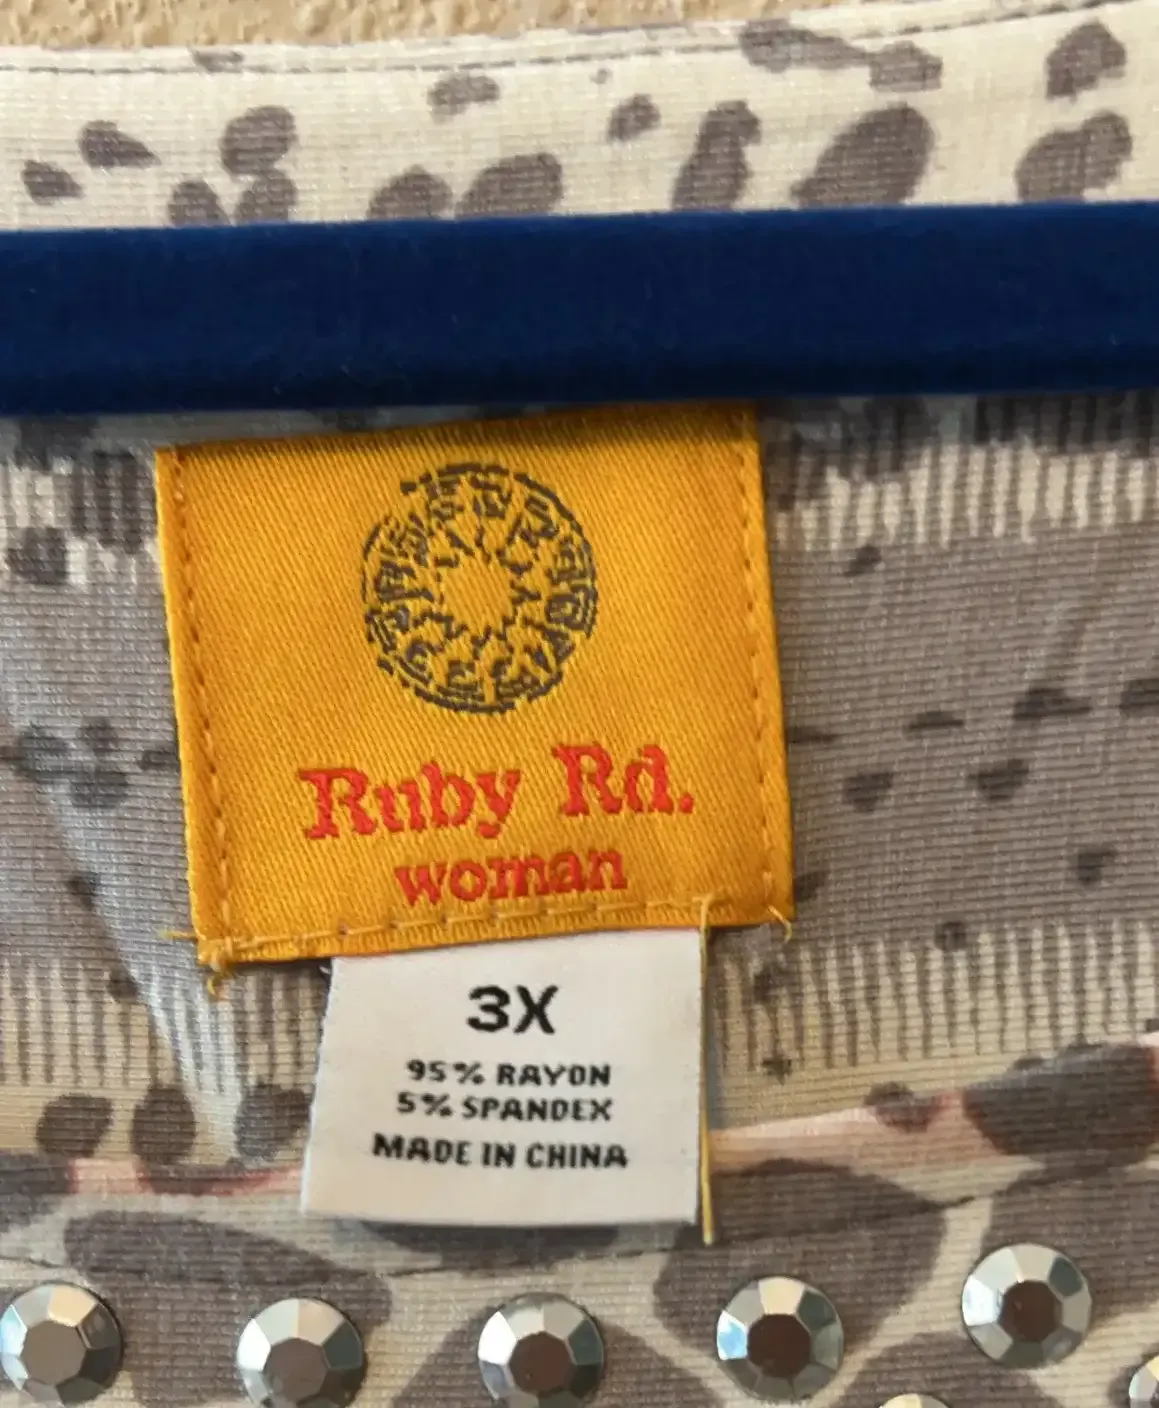 Ruby Rd.
woman
3X
95% RAYON
5% SPANDEX
MADE IN CHINA